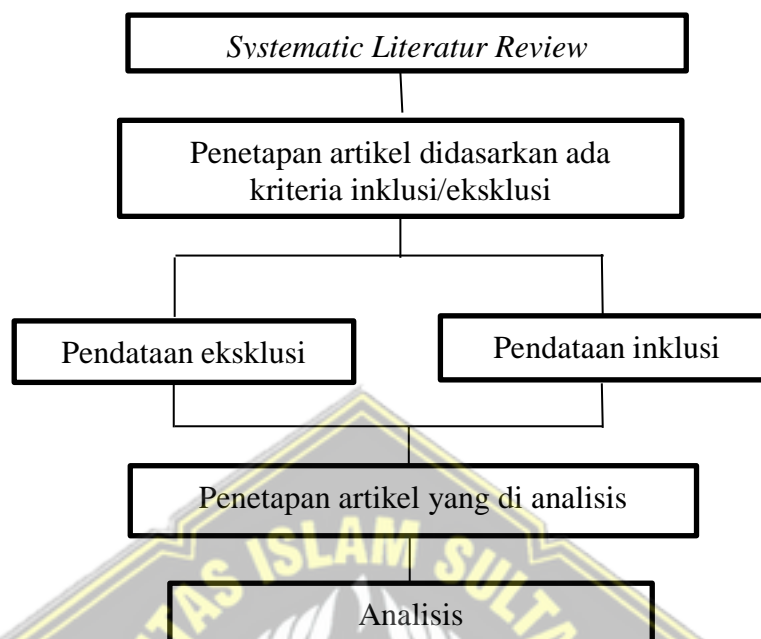 Systematic Literatur Review
Penetapan artikel didasarkan ada
kriteria inklusi/eksklusi
Pendataan eksklusi
Pendataan inklusi
Penetapan artikel yang di analisis
ISLAM
Analisis